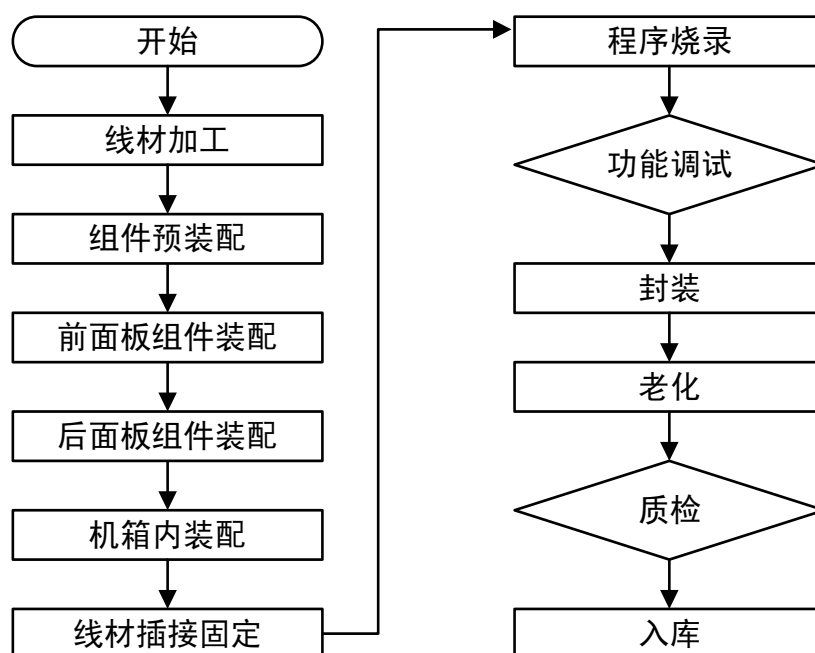 开始
线材加工
组件预装配
前面板组件装配
后面板组件装配
机箱内装配
线材插接固定
程序烧录
功能调试
封装
老化
质检
入库